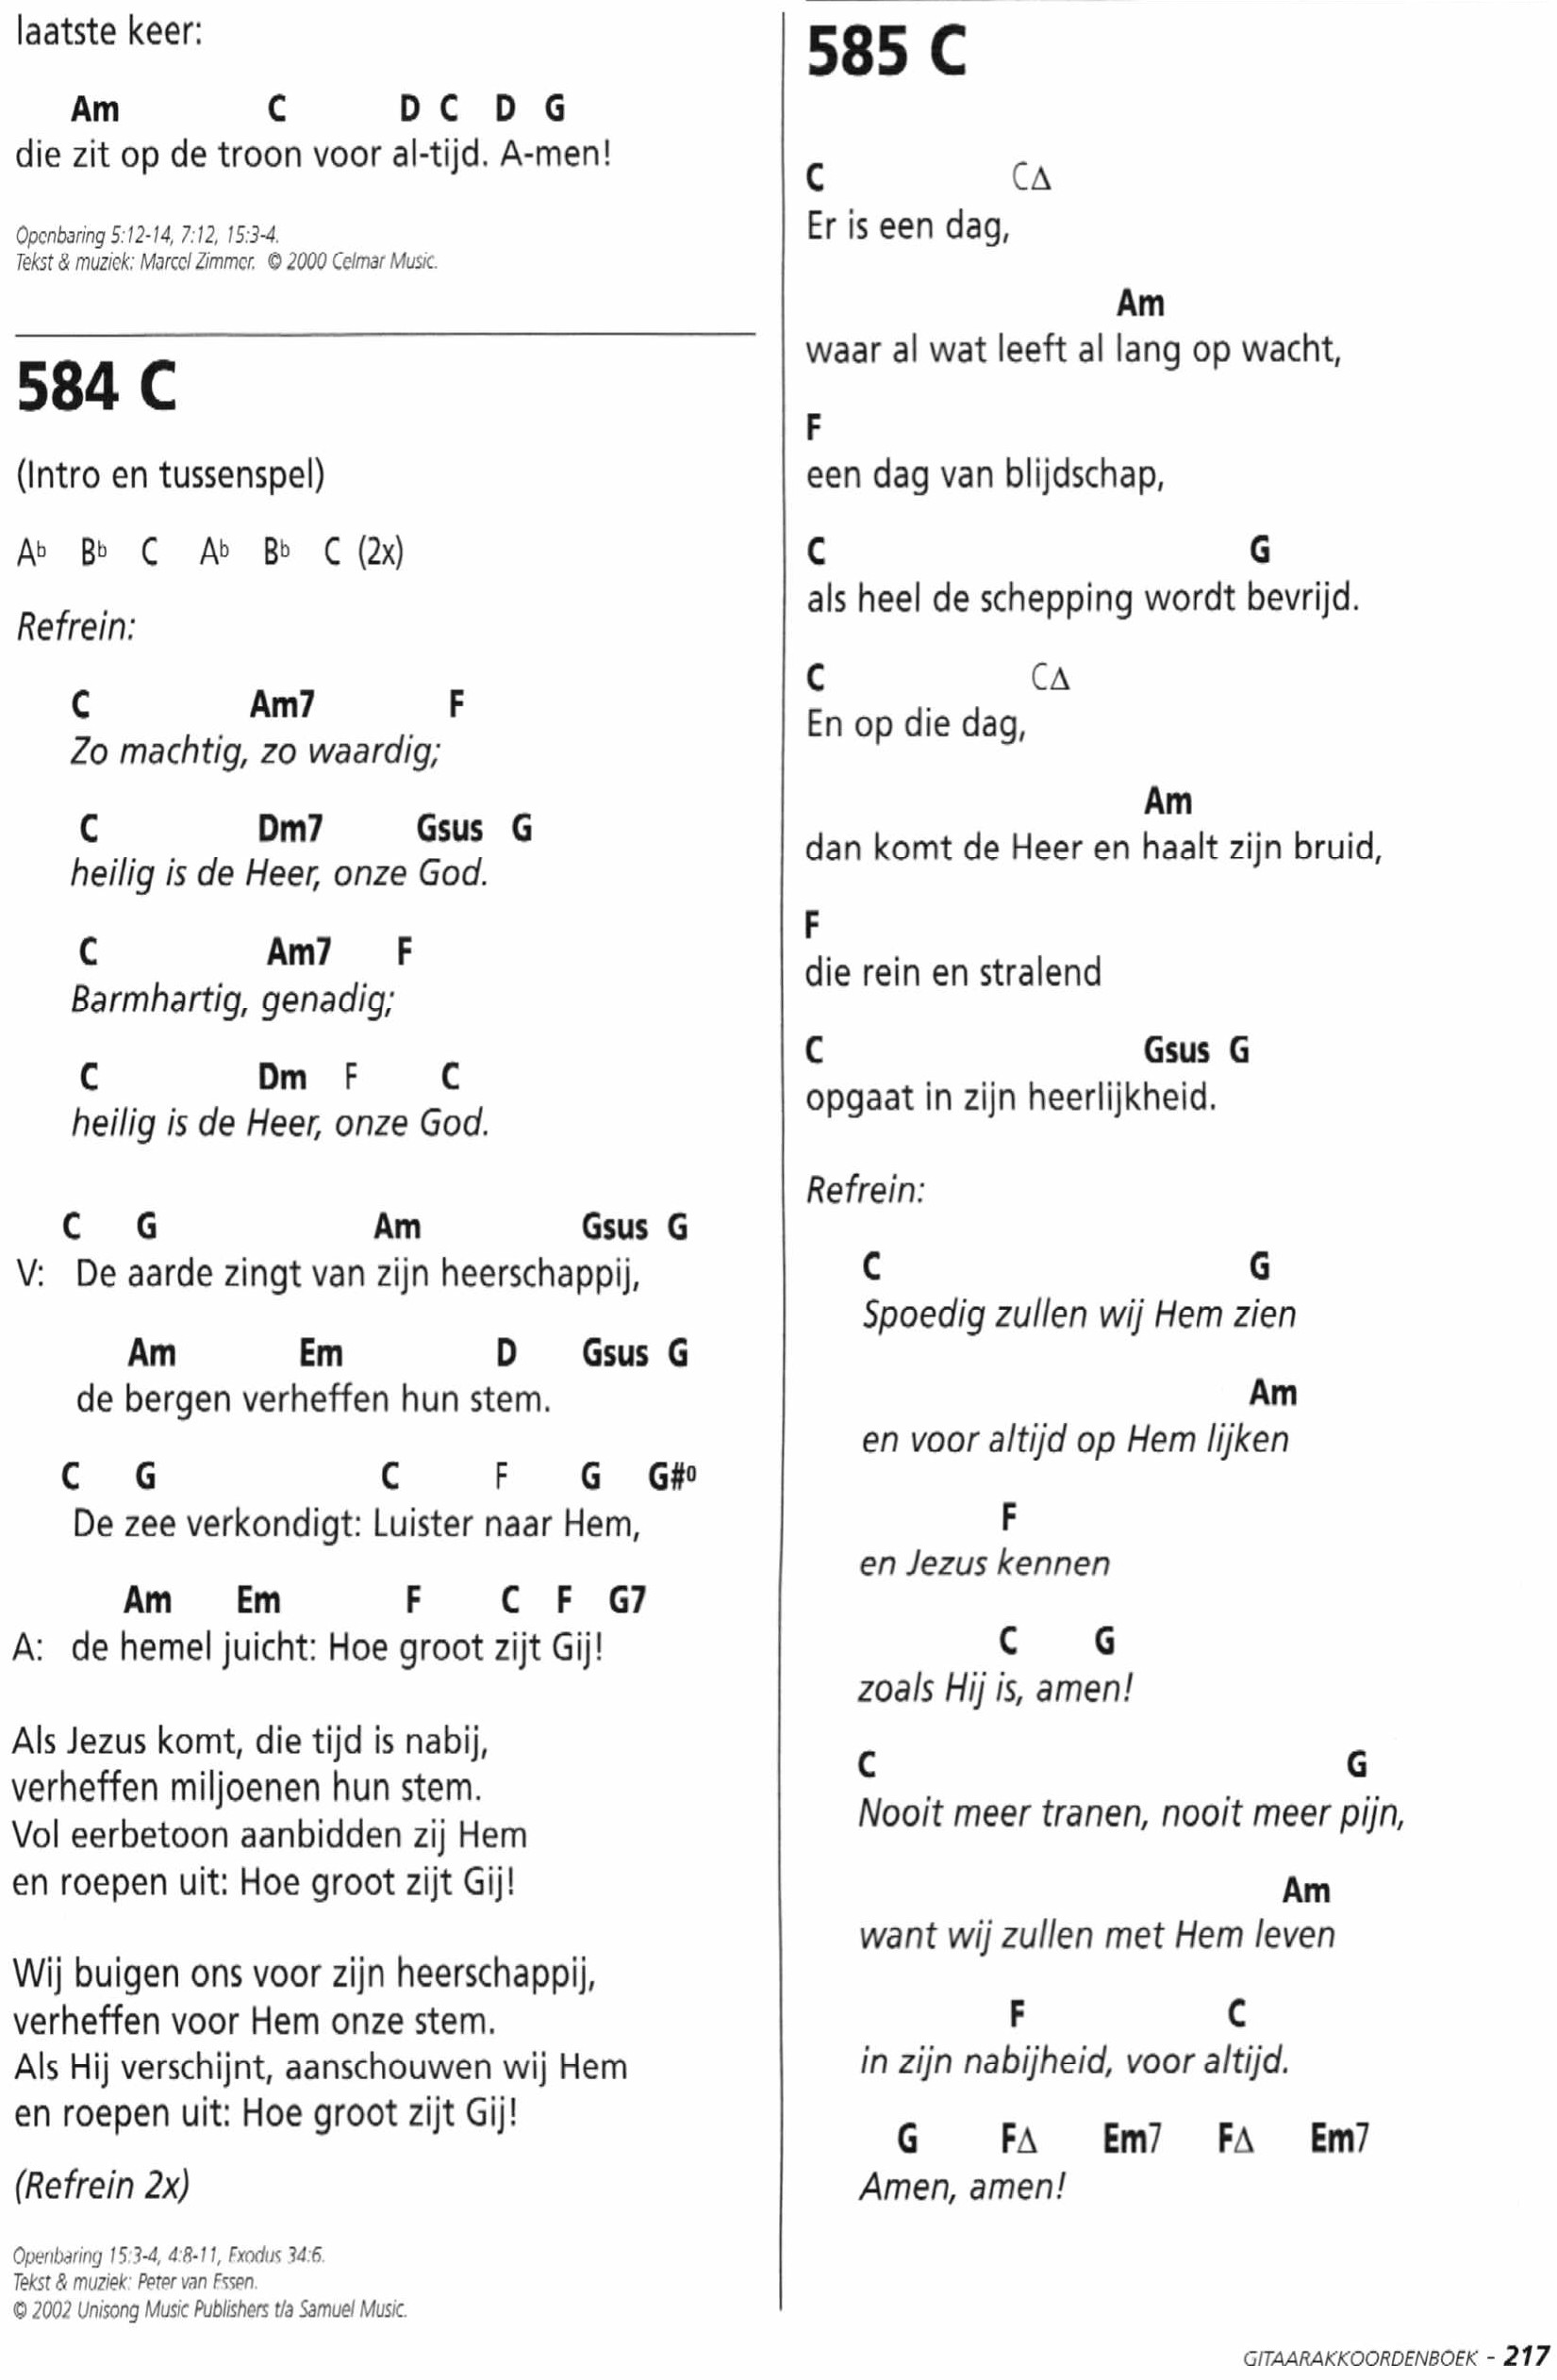 laatste keer:
Am C D C D G
die zit op de troon voor al-tijd. A-men!
Openbaring 5:12-14, 7:12, 15:3-4.
Tekst & muziek: Marcel Zimmer. © 2000 Celmar Music.
584 C
(Intro en tussenspel)
Ab Bb C Ab Bb C (2x)
Refrein:
C Am7 F
Zo machtig, zo waardig;
C Dm7 Gsus G
heilig is de Heer, onze God.
C Am7 F
Barmhartig, genadig;
C Dm F C
heilig is de Heer, onze God.
C G Am Gsus G
V: De aarde zingt van zijn heerschappij,
Am Em D Gsus G
de bergen verheffen hun stem.
C G C F G G#0
De zee verkondigt: Luister naar Hem,
Am Em F C F G7
A: de hemel juicht: Hoe groot zijt Gij!
Als Jezus komt, die tijd is nabij,
verheffen miljoenen hun stem.
Vol eerbetoon aanbidden zij Hem
en roepen uit: Hoe groot zijt Gij!
Wij buigen ons voor zijn heerschappij,
verheffen voor Hem onze stem.
Als Hij verschijnt, aanschouwen wij Hem
en roepen uit: Hoe groot zijt Gij!
(Refrein 2x)
Openbaring 15:3-4, 4:8-11, Exodus 34:6.
Tekst & muziek: Peter van Essen.
© 2002 Unisong Music Publishers t/a Samuel Music.
585 C
C C∆
Er is een dag,
Am
waar al wat leeft al lang op wacht,
F
een dag van blijdschap,
C G
als heel de schepping wordt bevrijd.
C C∆
En op die dag,
Am
dan komt de Heer en haalt zijn bruid,
F
die rein en stralend
C Gsus G
opgaat in zijn heerlijkheid.
Refrein:
C G
Spoedig zullen wij Hem zien
Am
en voor altijd op Hem lijken
F
en Jezus kennen
C G
zoals Hij is, amen!
C G
Nooit meer tranen, nooit meer pijn,
Am
want wij zullen met Hem leven
F C
in zijn nabijheid, voor altijd.
G F∆ Em7 F∆ Em7
Amen, amen!
GITAARAKKOORDENBOEK - 217